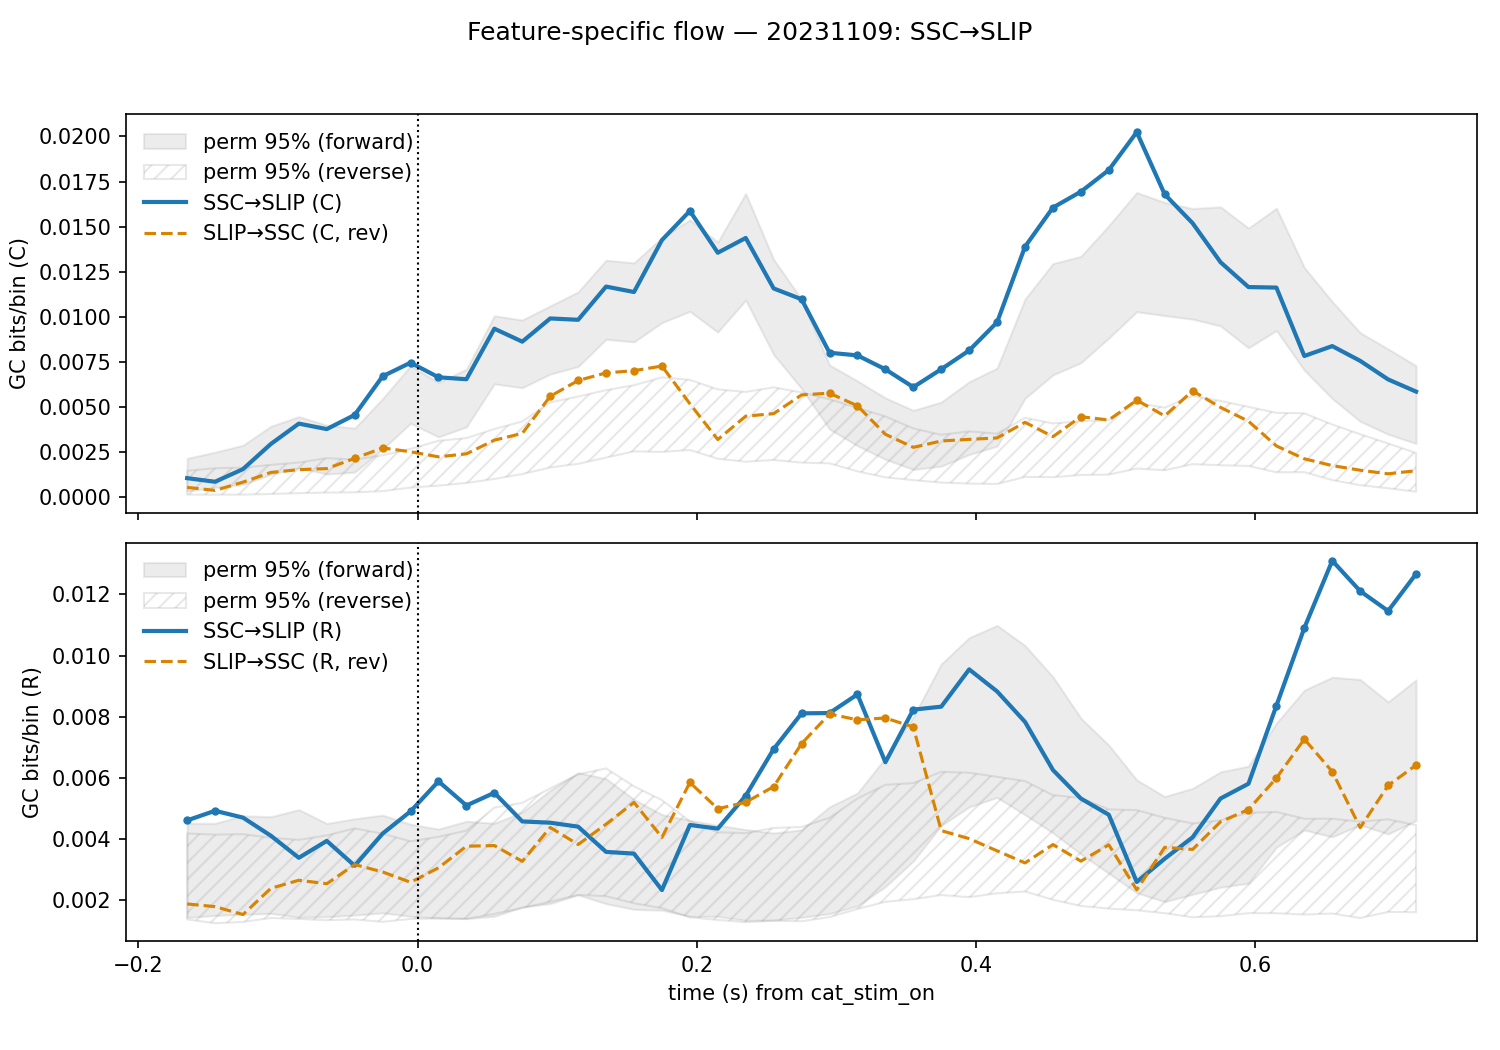 Feature-specific flow — 20231109: SSC→SLIP
GC bits/bin (C)
0.0200
0.0175
0.0150
0.0125
0.0100
0.0075
0.0050
0.0025
0.0000
perm 95% (forward)
perm 95% (reverse)
SSC→SLIP (C)
SLIP→SSC (C, rev)
GC bits/bin (R)
0.012
0.010
0.008
0.006
0.004
0.002
perm 95% (forward)
perm 95% (reverse)
SSC→SLIP (R)
SLIP→SSC (R, rev)
−0.2 0.0 0.2 0.4 0.6
time (s) from cat_stim_on